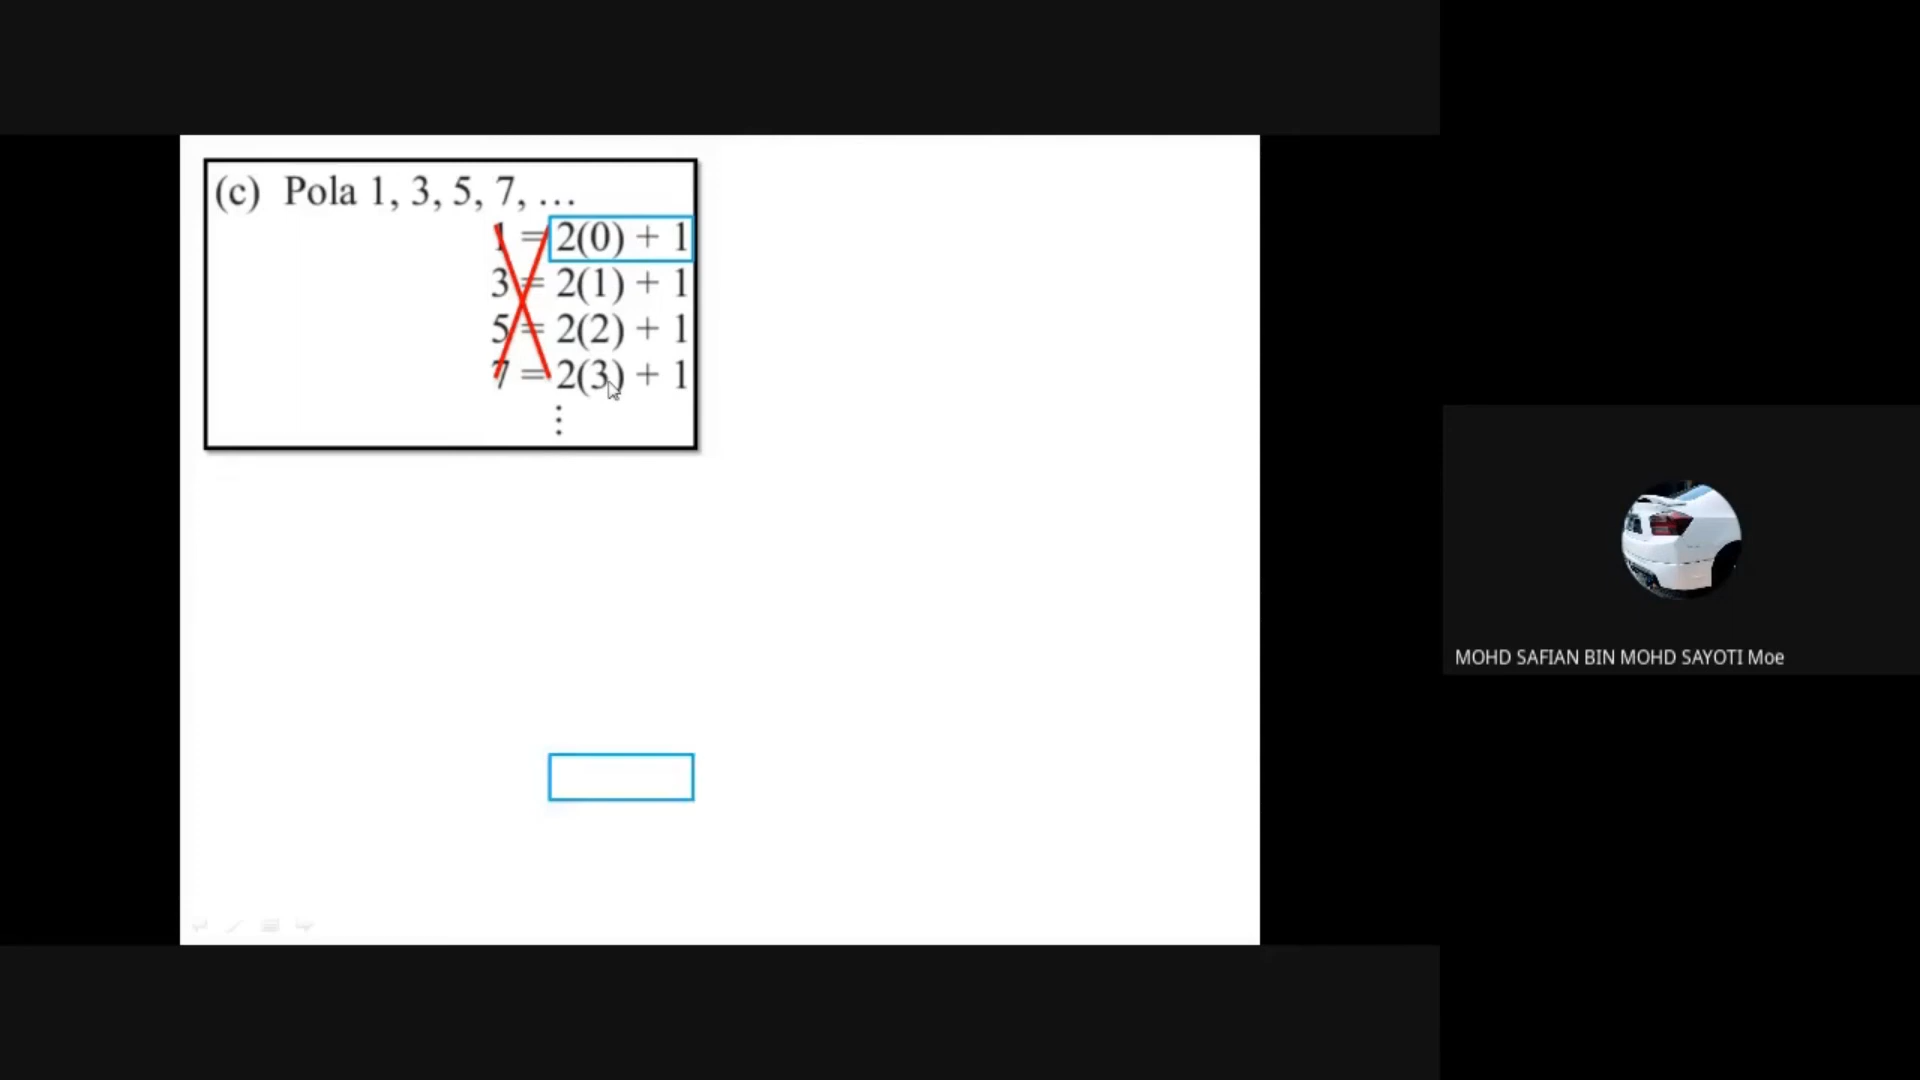 (c) Pola 1, 3, 5, 7, …
1 = 2(0) + 1
3 = 2(1) + 1
5 = 2(2) + 1
7 = 2(3) + 1
⋮
MOHD SAFIAN BIN MOHD SAYOTI Moe